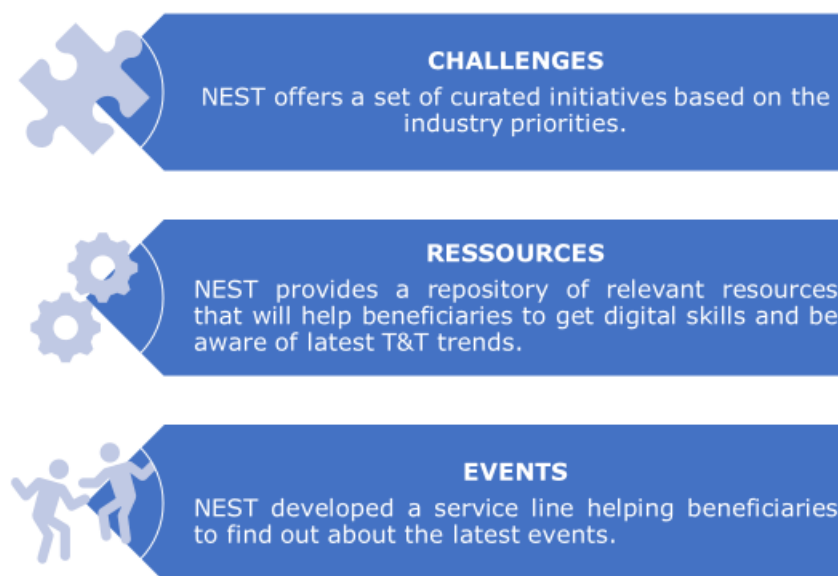 CHALLENGES
NEST offers a set of curated initiatives based on the
industry priorities.
RESSOURCES
NEST provides a repository of relevant resources
that will help beneficiaries to get digital skills and be
aware of latest T&T trends.
EVENTS
NEST developed a service line helping beneficiaries
to find out about the latest events.